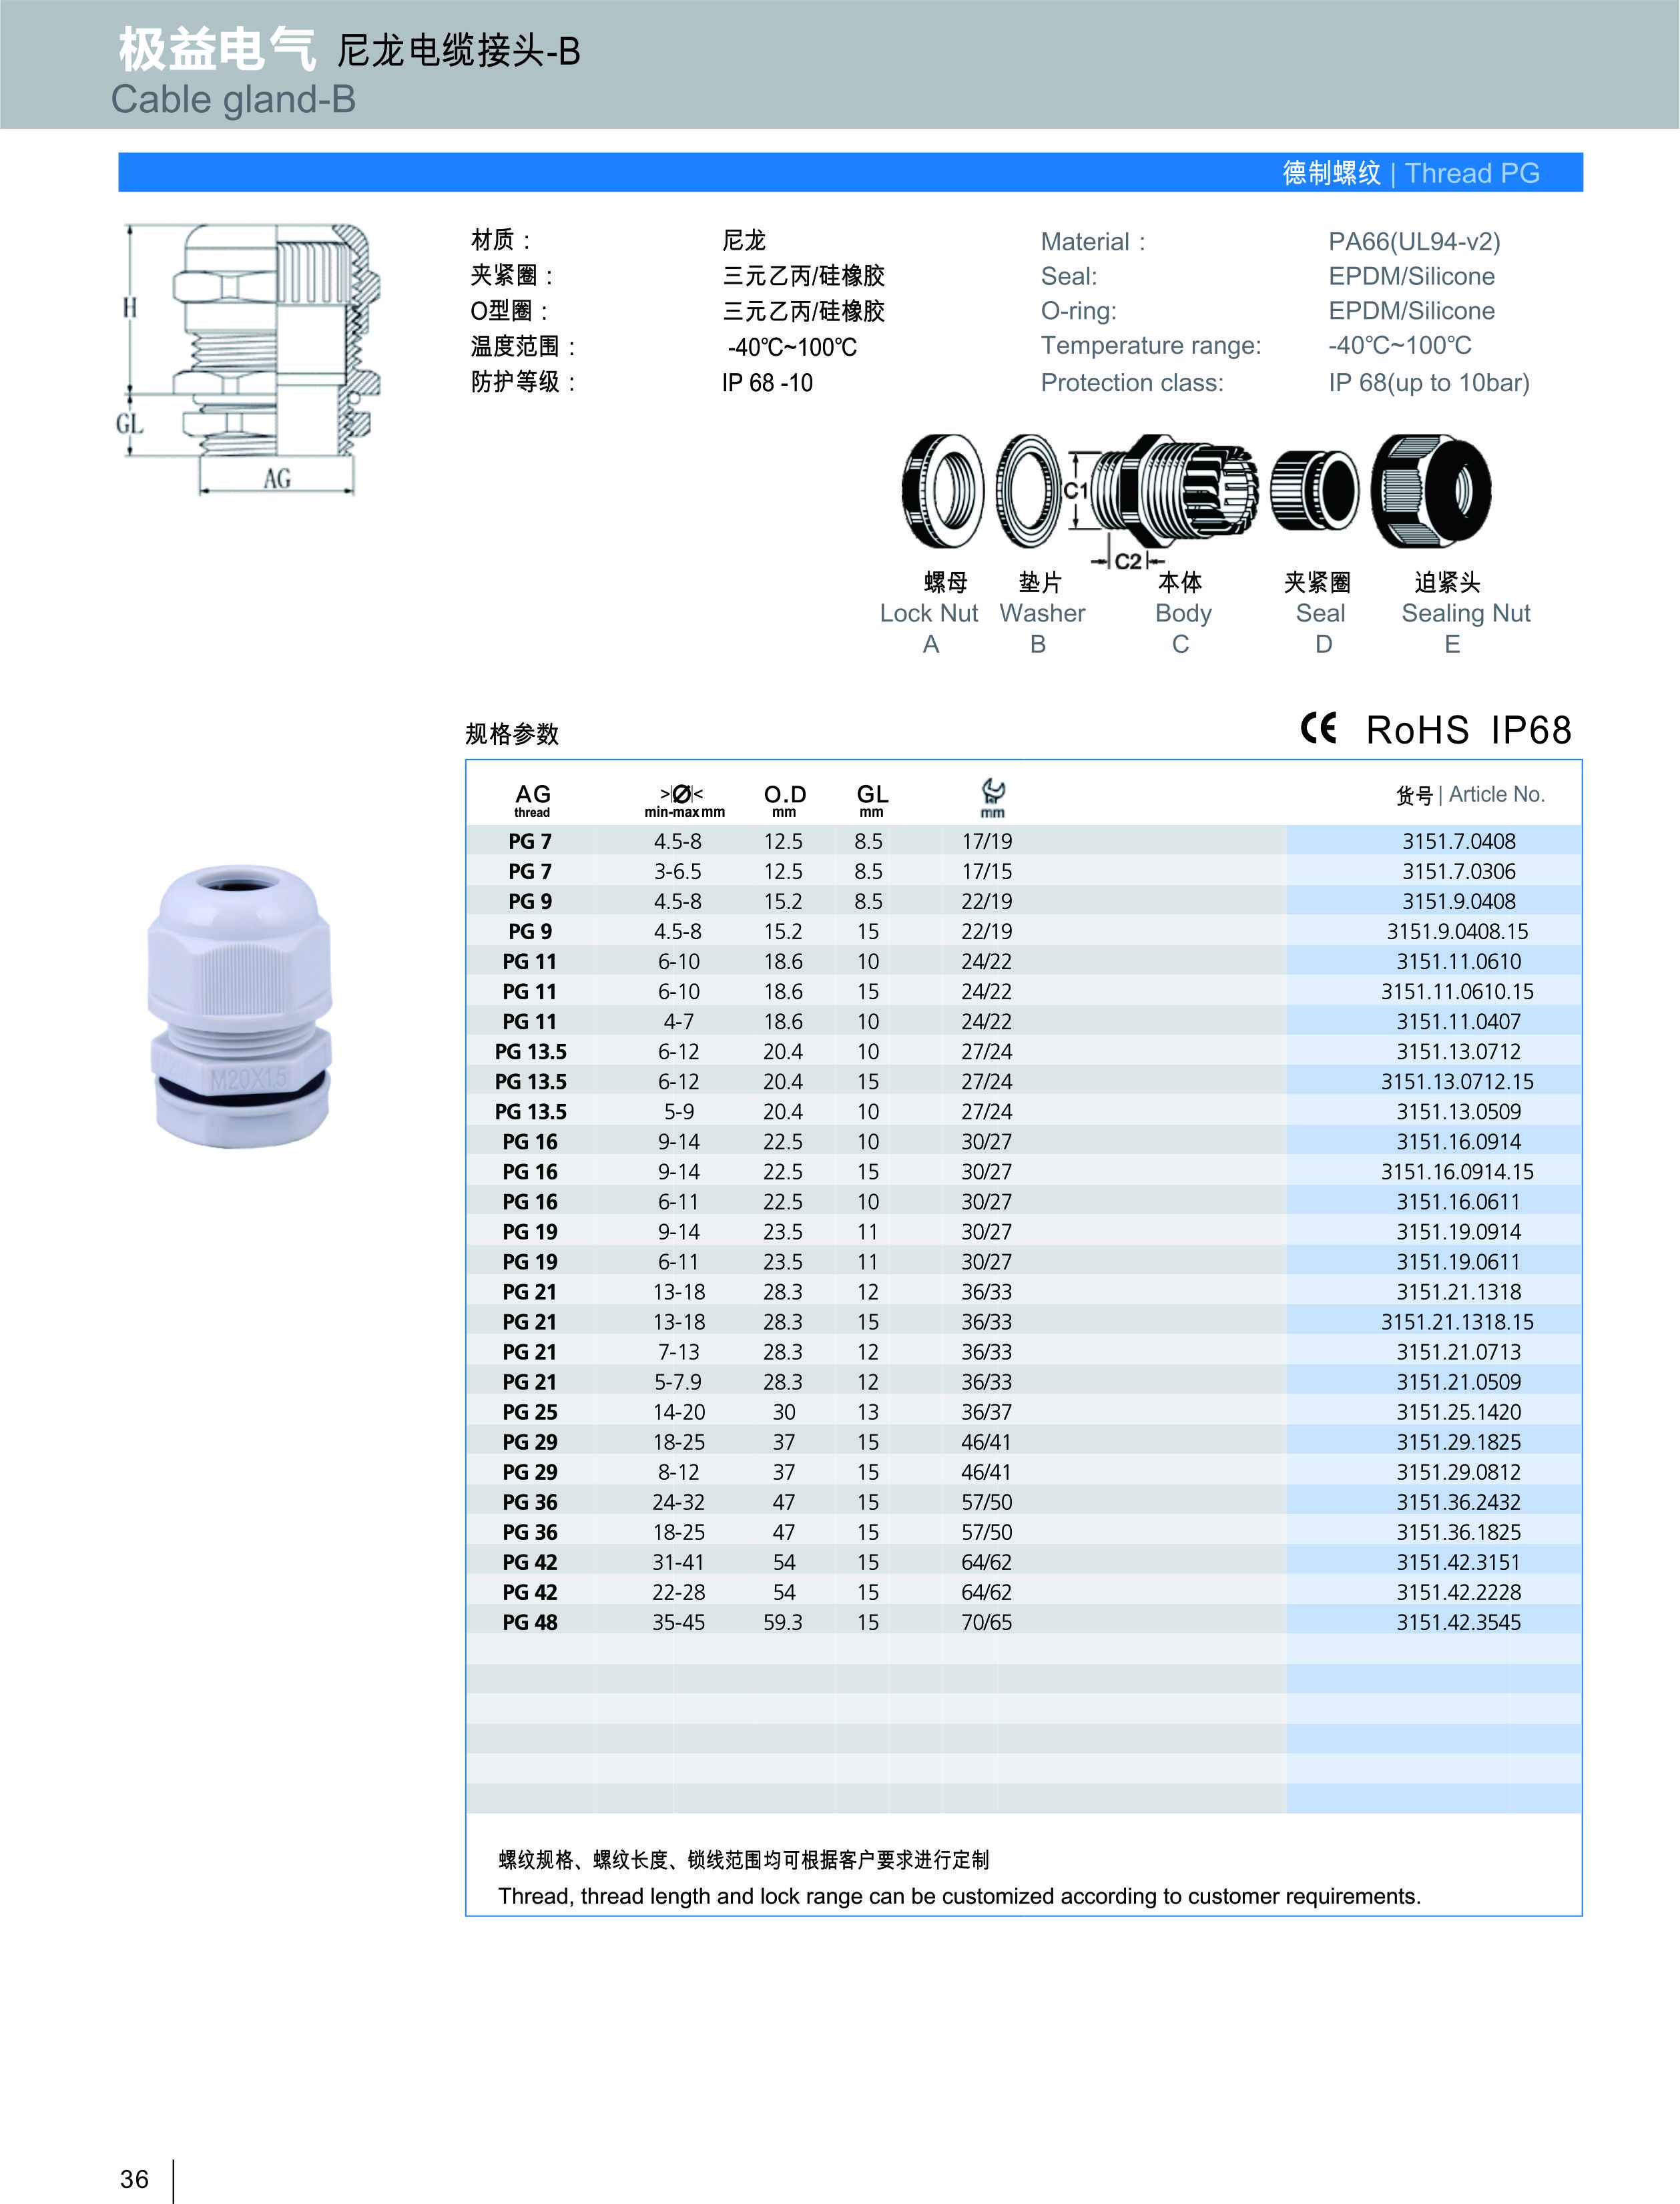 极益电气 尼龙电缆接头-B
Cable gland-B
德制螺纹 | Thread PG
材质： 尼龙 Material： PA66(UL94-v2)
夹紧圈： 三元乙丙/硅橡胶 Seal: EPDM/Silicone
O型圈： 三元乙丙/硅橡胶 O-ring: EPDM/Silicone
温度范围： -40℃~100℃ Temperature range: -40℃~100℃
防护等级： IP 68 -10 Protection class: IP 68(up to 10bar)
H
GL
AG
C1
C2
螺母 垫片 本体 夹紧圈 迫紧头
Lock Nut Washer Body Seal Sealing Nut
A B C D E
规格参数 CE RoHS IP68
AG >|Ø|< O.D GL 货号 | Article No.
thread min-max mm mm mm mm
PG 7 4.5-8 12.5 8.5 17/19 3151.7.0408
PG 7 3-6.5 12.5 8.5 17/15 3151.7.0306
PG 9 4.5-8 15.2 8.5 22/19 3151.9.0408
PG 9 4.5-8 15.2 15 22/19 3151.9.0408.15
PG 11 6-10 18.6 10 24/22 3151.11.0610
PG 11 6-10 18.6 15 24/22 3151.11.0610.15
PG 11 4-7 18.6 10 24/22 3151.11.0407
PG 13.5 6-12 20.4 10 27/24 3151.13.0712
PG 13.5 6-12 20.4 15 27/24 3151.13.0712.15
PG 13.5 5-9 20.4 10 27/24 3151.13.0509
PG 16 9-14 22.5 10 30/27 3151.16.0914
PG 16 9-14 22.5 15 30/27 3151.16.0914.15
PG 16 6-11 22.5 10 30/27 3151.16.0611
PG 19 9-14 23.5 11 30/27 3151.19.0914
PG 19 6-11 23.5 11 30/27 3151.19.0611
PG 21 13-18 28.3 12 36/33 3151.21.1318
PG 21 13-18 28.3 15 36/33 3151.21.1318.15
PG 21 7-13 28.3 12 36/33 3151.21.0713
PG 21 5-7.9 28.3 12 36/33 3151.21.0509
PG 25 14-20 30 13 36/37 3151.25.1420
PG 29 18-25 37 15 46/41 3151.29.1825
PG 29 8-12 37 15 46/41 3151.29.0812
PG 36 24-32 47 15 57/50 3151.36.2432
PG 36 18-25 47 15 57/50 3151.36.1825
PG 42 31-41 54 15 64/62 3151.42.3151
PG 42 22-28 54 15 64/62 3151.42.2228
PG 48 35-45 59.3 15 70/65 3151.42.3545
M20X1.5
螺纹规格、螺纹长度、锁线范围均可根据客户要求进行定制
Thread, thread length and lock range can be customized according to customer requirements.
36